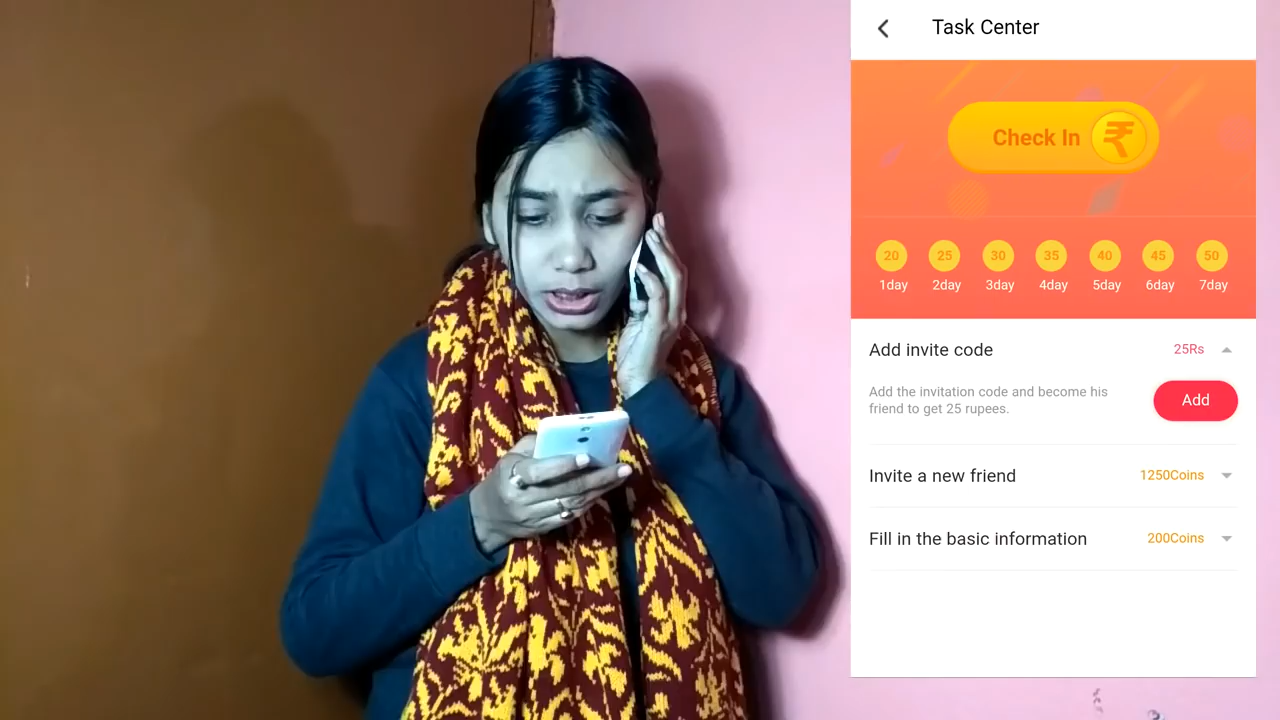 Task Center
Check In ₹
20 25 30 35 40 45 50
1day 2day 3day 4day 5day 6day 7day
Add invite code 25Rs
Add the invitation code and become his
friend to get 25 rupees.
Add
Invite a new friend 1250Coins
Fill in the basic information 200Coins